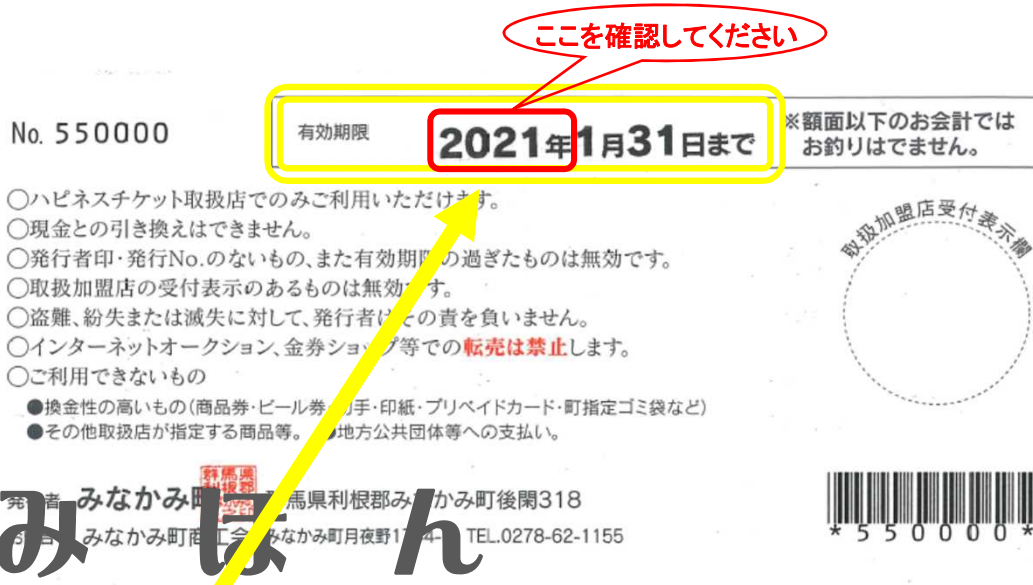 ここを確認してください
No. 550000
有効期限
2021年1月31日まで
※額面以下のお会計では
お釣りはでません。
○ハピネスチケット取扱店でのみご利用いただけます。
○現金との引き換えはできません。
○発行者印・発行No.のないもの、また有効期限の過ぎたものは無効です。
○取扱加盟店の受付表示のあるものは無効です。
○盗難、紛失または滅失に対して、発行者はその責を負いません。
○インターネットオークション、金券ショップ等での転売は禁止します。
○ご利用できないもの
●換金性の高いもの(商品券・ビール券・切手・印紙・プリペイドカード・町指定ゴミ袋など)
●その他取扱店が指定する商品等。 ●地方公共団体等への支払い。
取扱加盟店受付表示欄
発行者 みなかみ町 群馬県利根郡みなかみ町後閑318
みなかみ町商工会 みなかみ町月夜野1 4- TEL.0278-62-1155
みほん
*550000*